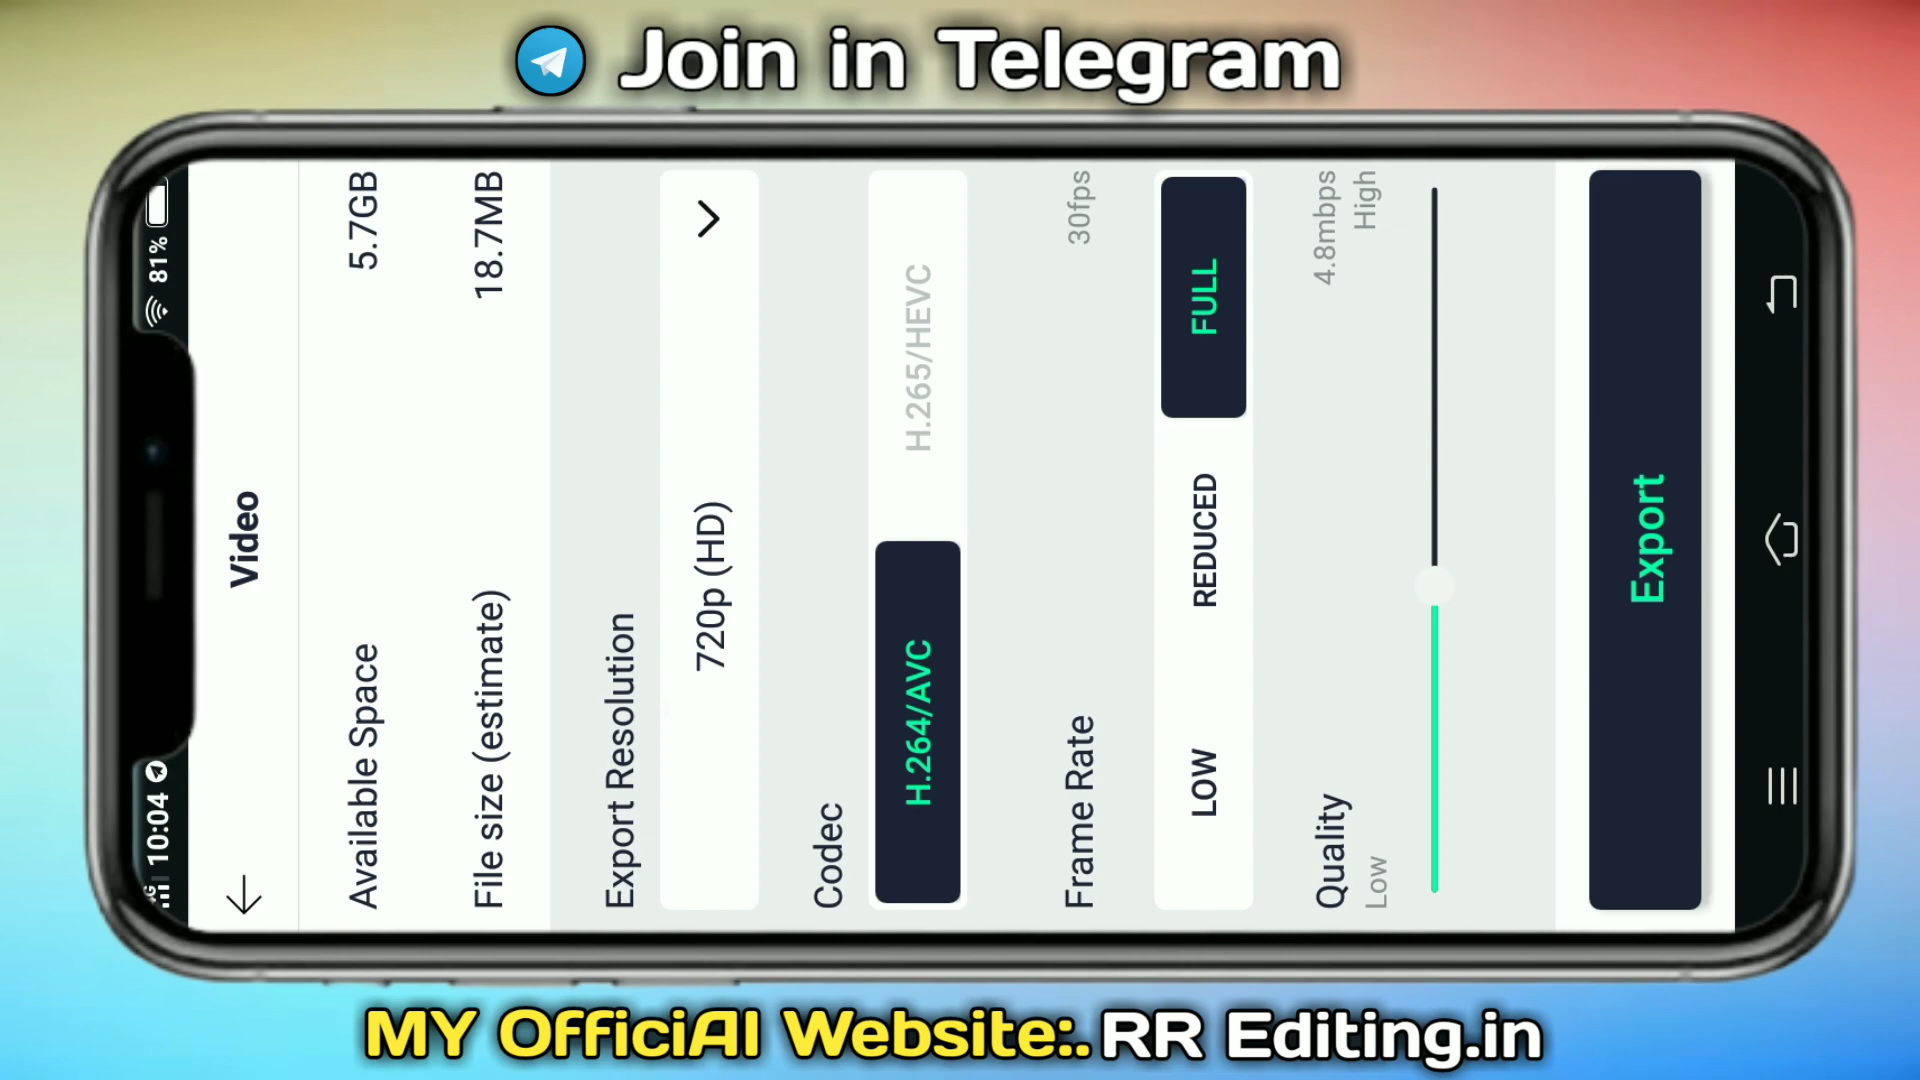 Join in Telegram
10:04
81%
Video
Available Space
5.7GB
File size (estimate)
18.7MB
Export Resolution
720p (HD)
Codec
H.264/AVC
H.265/HEVC
Frame Rate
30fps
LOW
REDUCED
FULL
Quality
4.8mbps
Low
High
Export
MY OfficiAl Website:. RR Editing.in